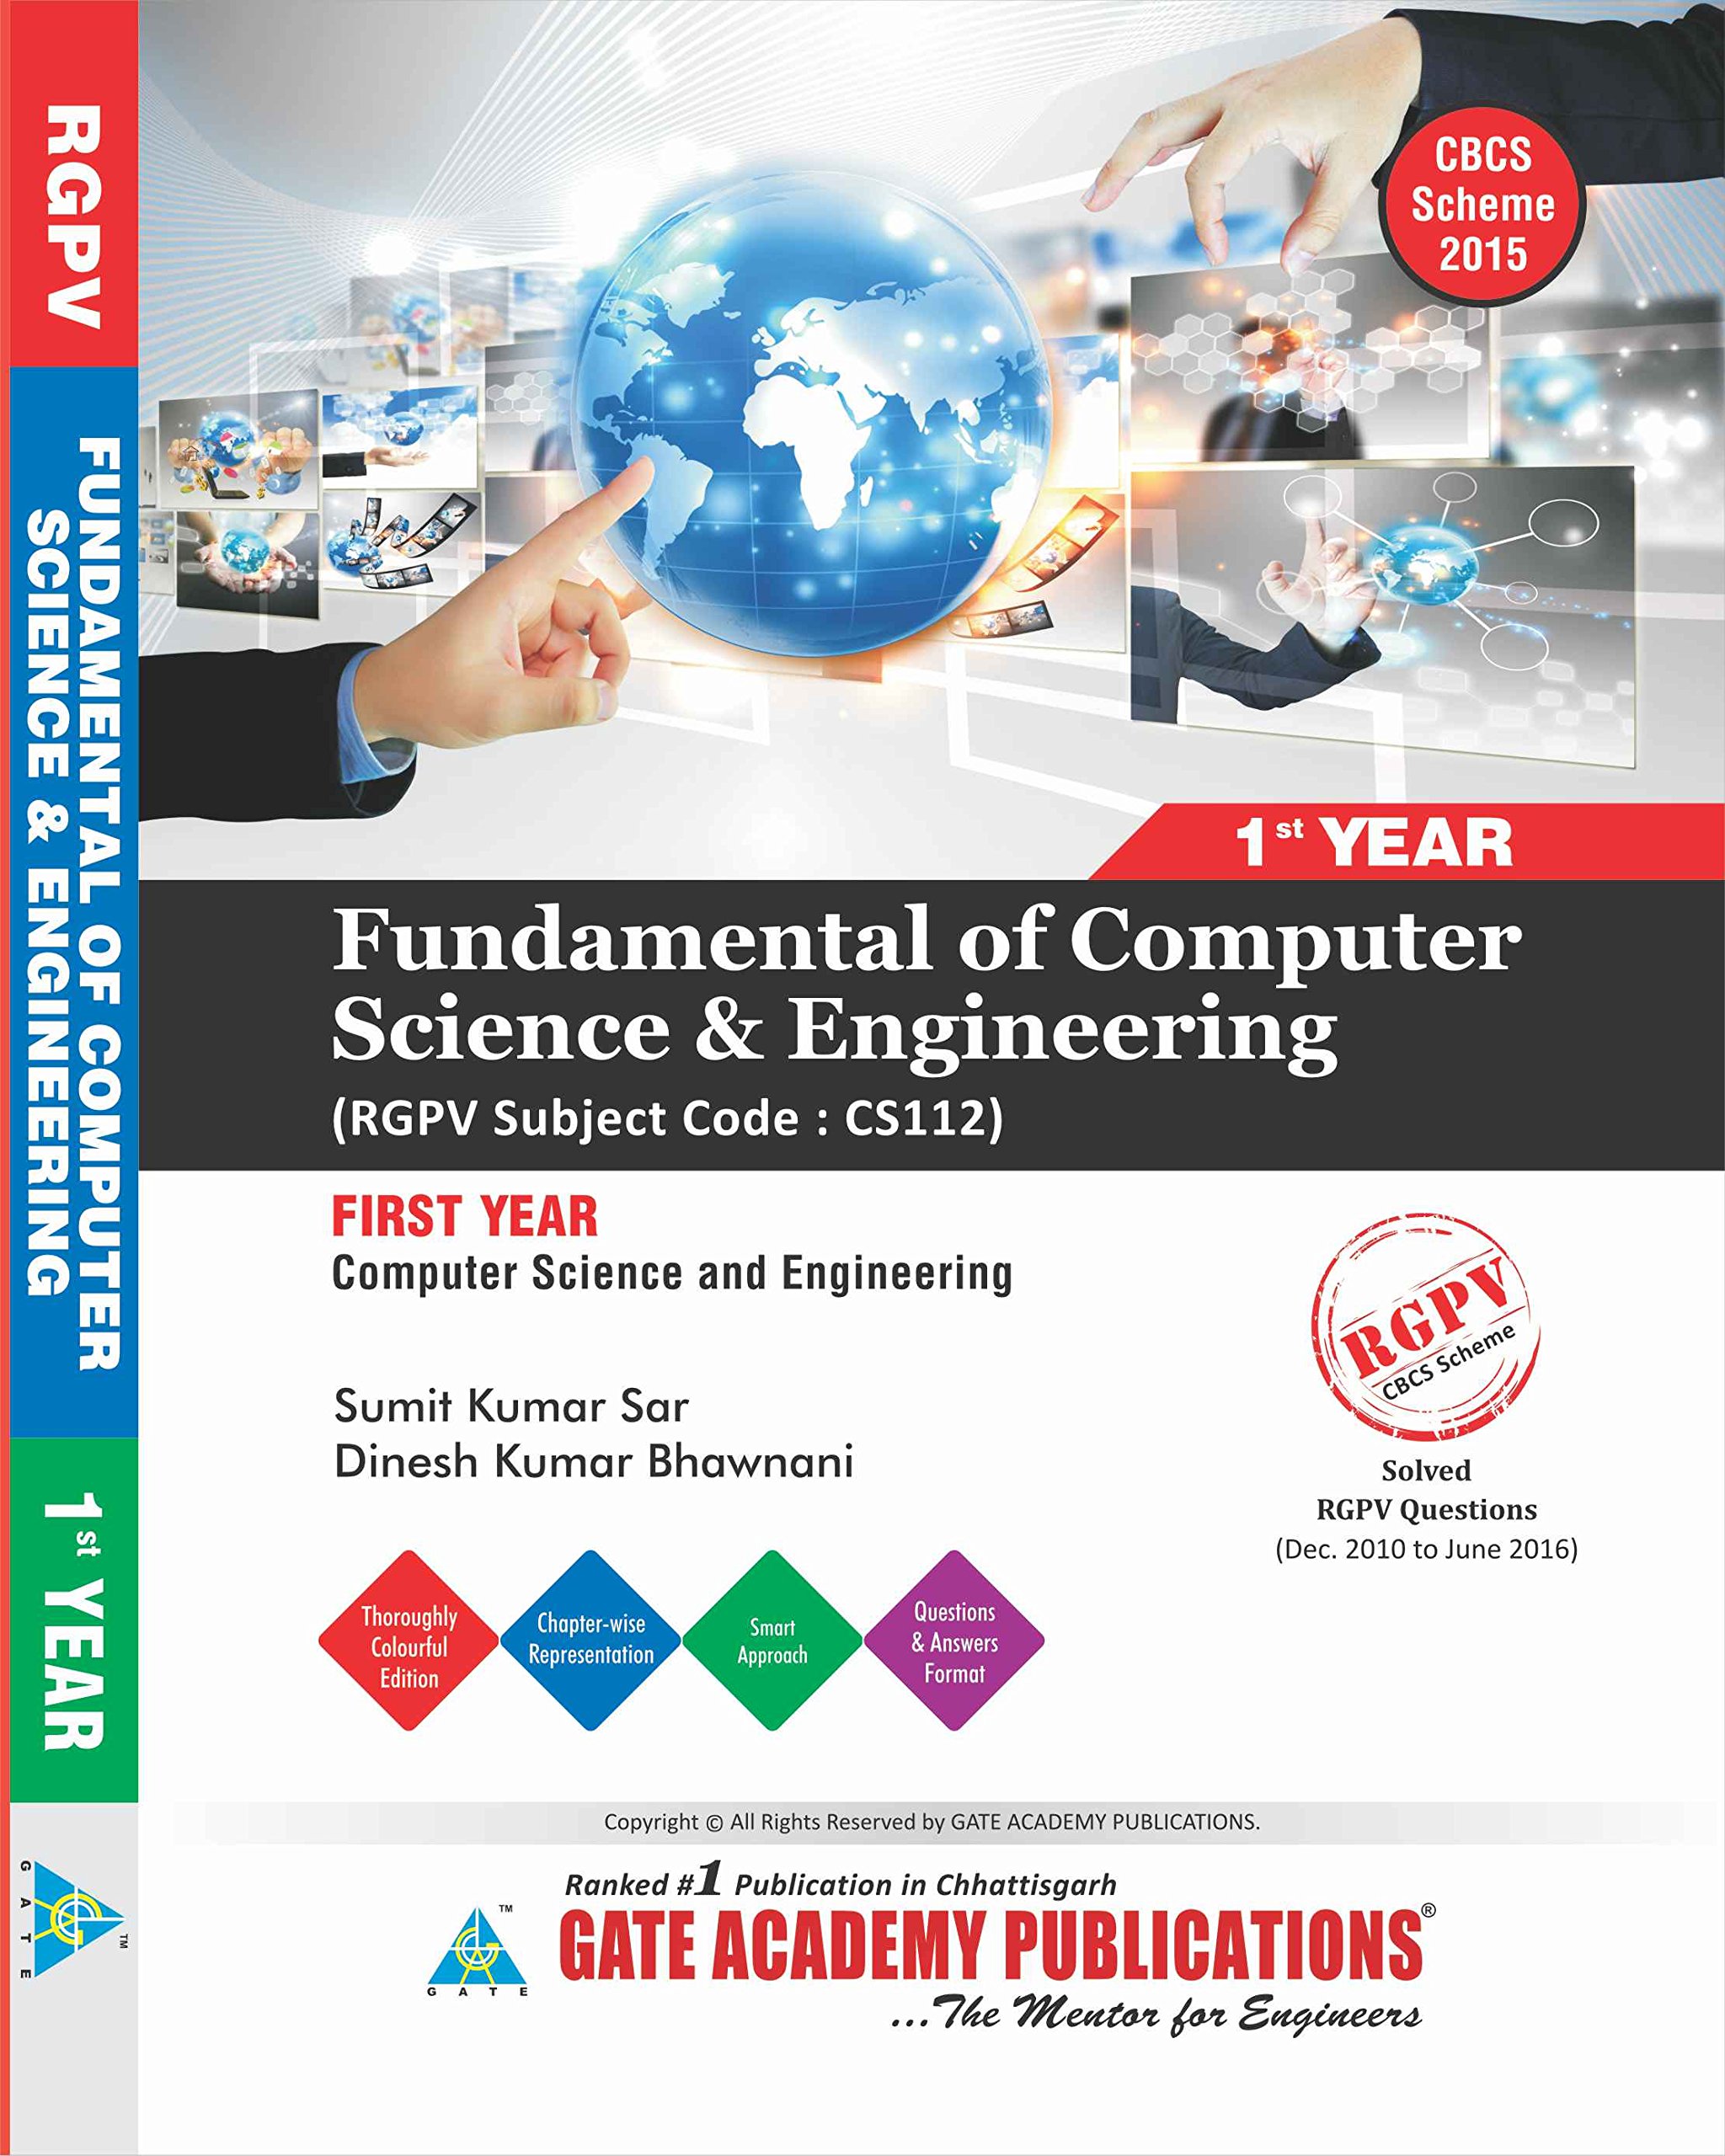 RGPV
FUNDAMENTAL OF COMPUTER
SCIENCE & ENGINEERING
1st YEAR
GATE
TM
CBCS
Scheme
2015
1st YEAR
Fundamental of Computer
Science & Engineering
(RGPV Subject Code : CS112)
FIRST YEAR
Computer Science and Engineering
Sumit Kumar Sar
Dinesh Kumar Bhawnani
RGPV
CBCS Scheme
Solved
RGPV Questions
(Dec. 2010 to June 2016)
Thoroughly
Colourful
Edition
Chapter-wise
Representation
Smart
Approach
Questions
& Answers
Format
Copyright © All Rights Reserved by GATE ACADEMY PUBLICATIONS.
Ranked #1 Publication in Chhattisgarh
TM
GATE
GATE ACADEMY PUBLICATIONS®
...The Mentor for Engineers